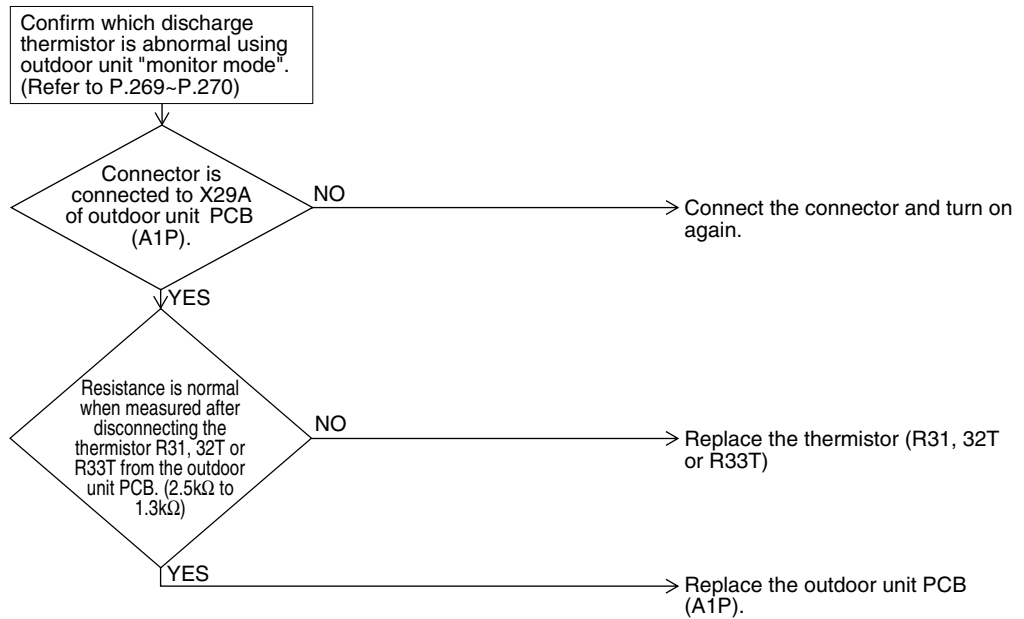 Confirm which discharge
thermistor is abnormal using
outdoor unit "monitor mode".
(Refer to P.269~P.270)
Connector is
connected to X29A
of outdoor unit PCB
(A1P).
NO
Connect the connector and turn on
again.
YES
Resistance is normal
when measured after
disconnecting the
thermistor R31, 32T or
R33T from the outdoor
unit PCB. (2.5kΩ to
1.3kΩ)
NO
Replace the thermistor (R31, 32T
or R33T)
YES
Replace the outdoor unit PCB
(A1P).